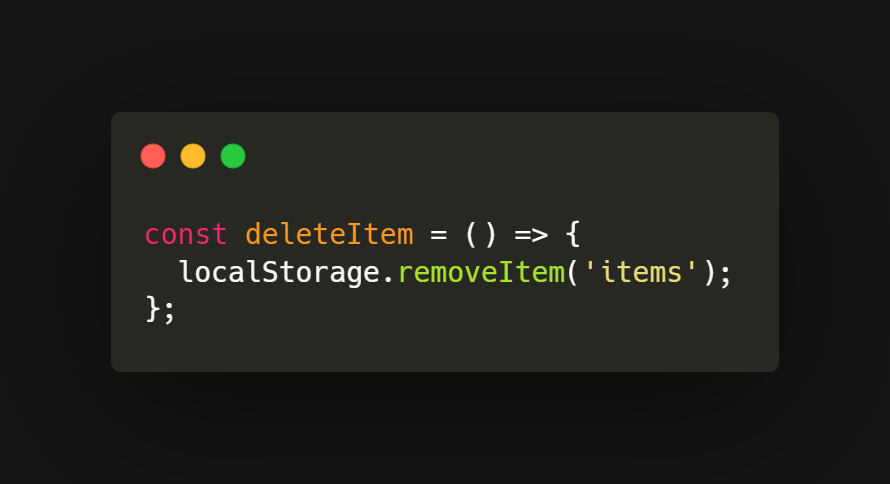 const deleteItem = () => {
  localStorage.removeItem('items');
};